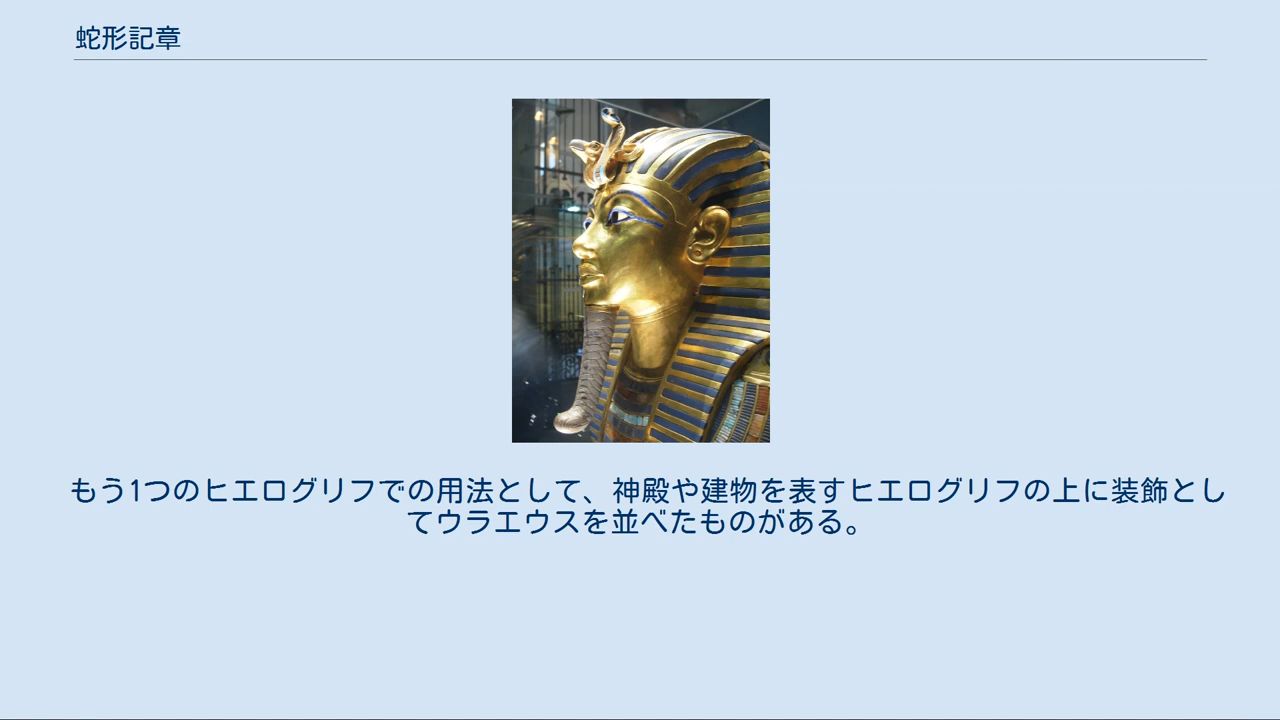 蛇形記章
もう1つのヒエログリフでの用法として、神殿や建物を表すヒエログリフの上に装飾とし
てウラエウスを並べたものがある。